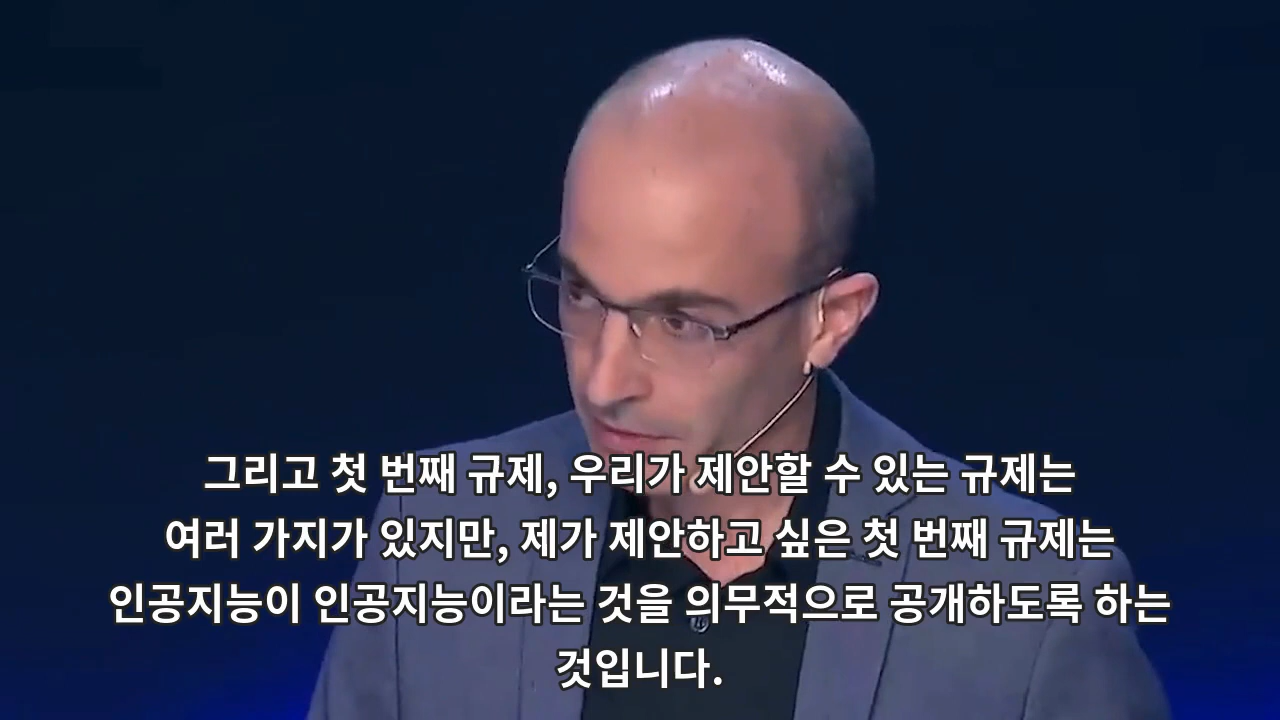 그리고 첫 번째 규제, 우리가 제안할 수 있는 규제는
여러 가지가 있지만, 제가 제안하고 싶은 첫 번째 규제는
인공지능이 인공지능이라는 것을 의무적으로 공개하도록 하는
것입니다.